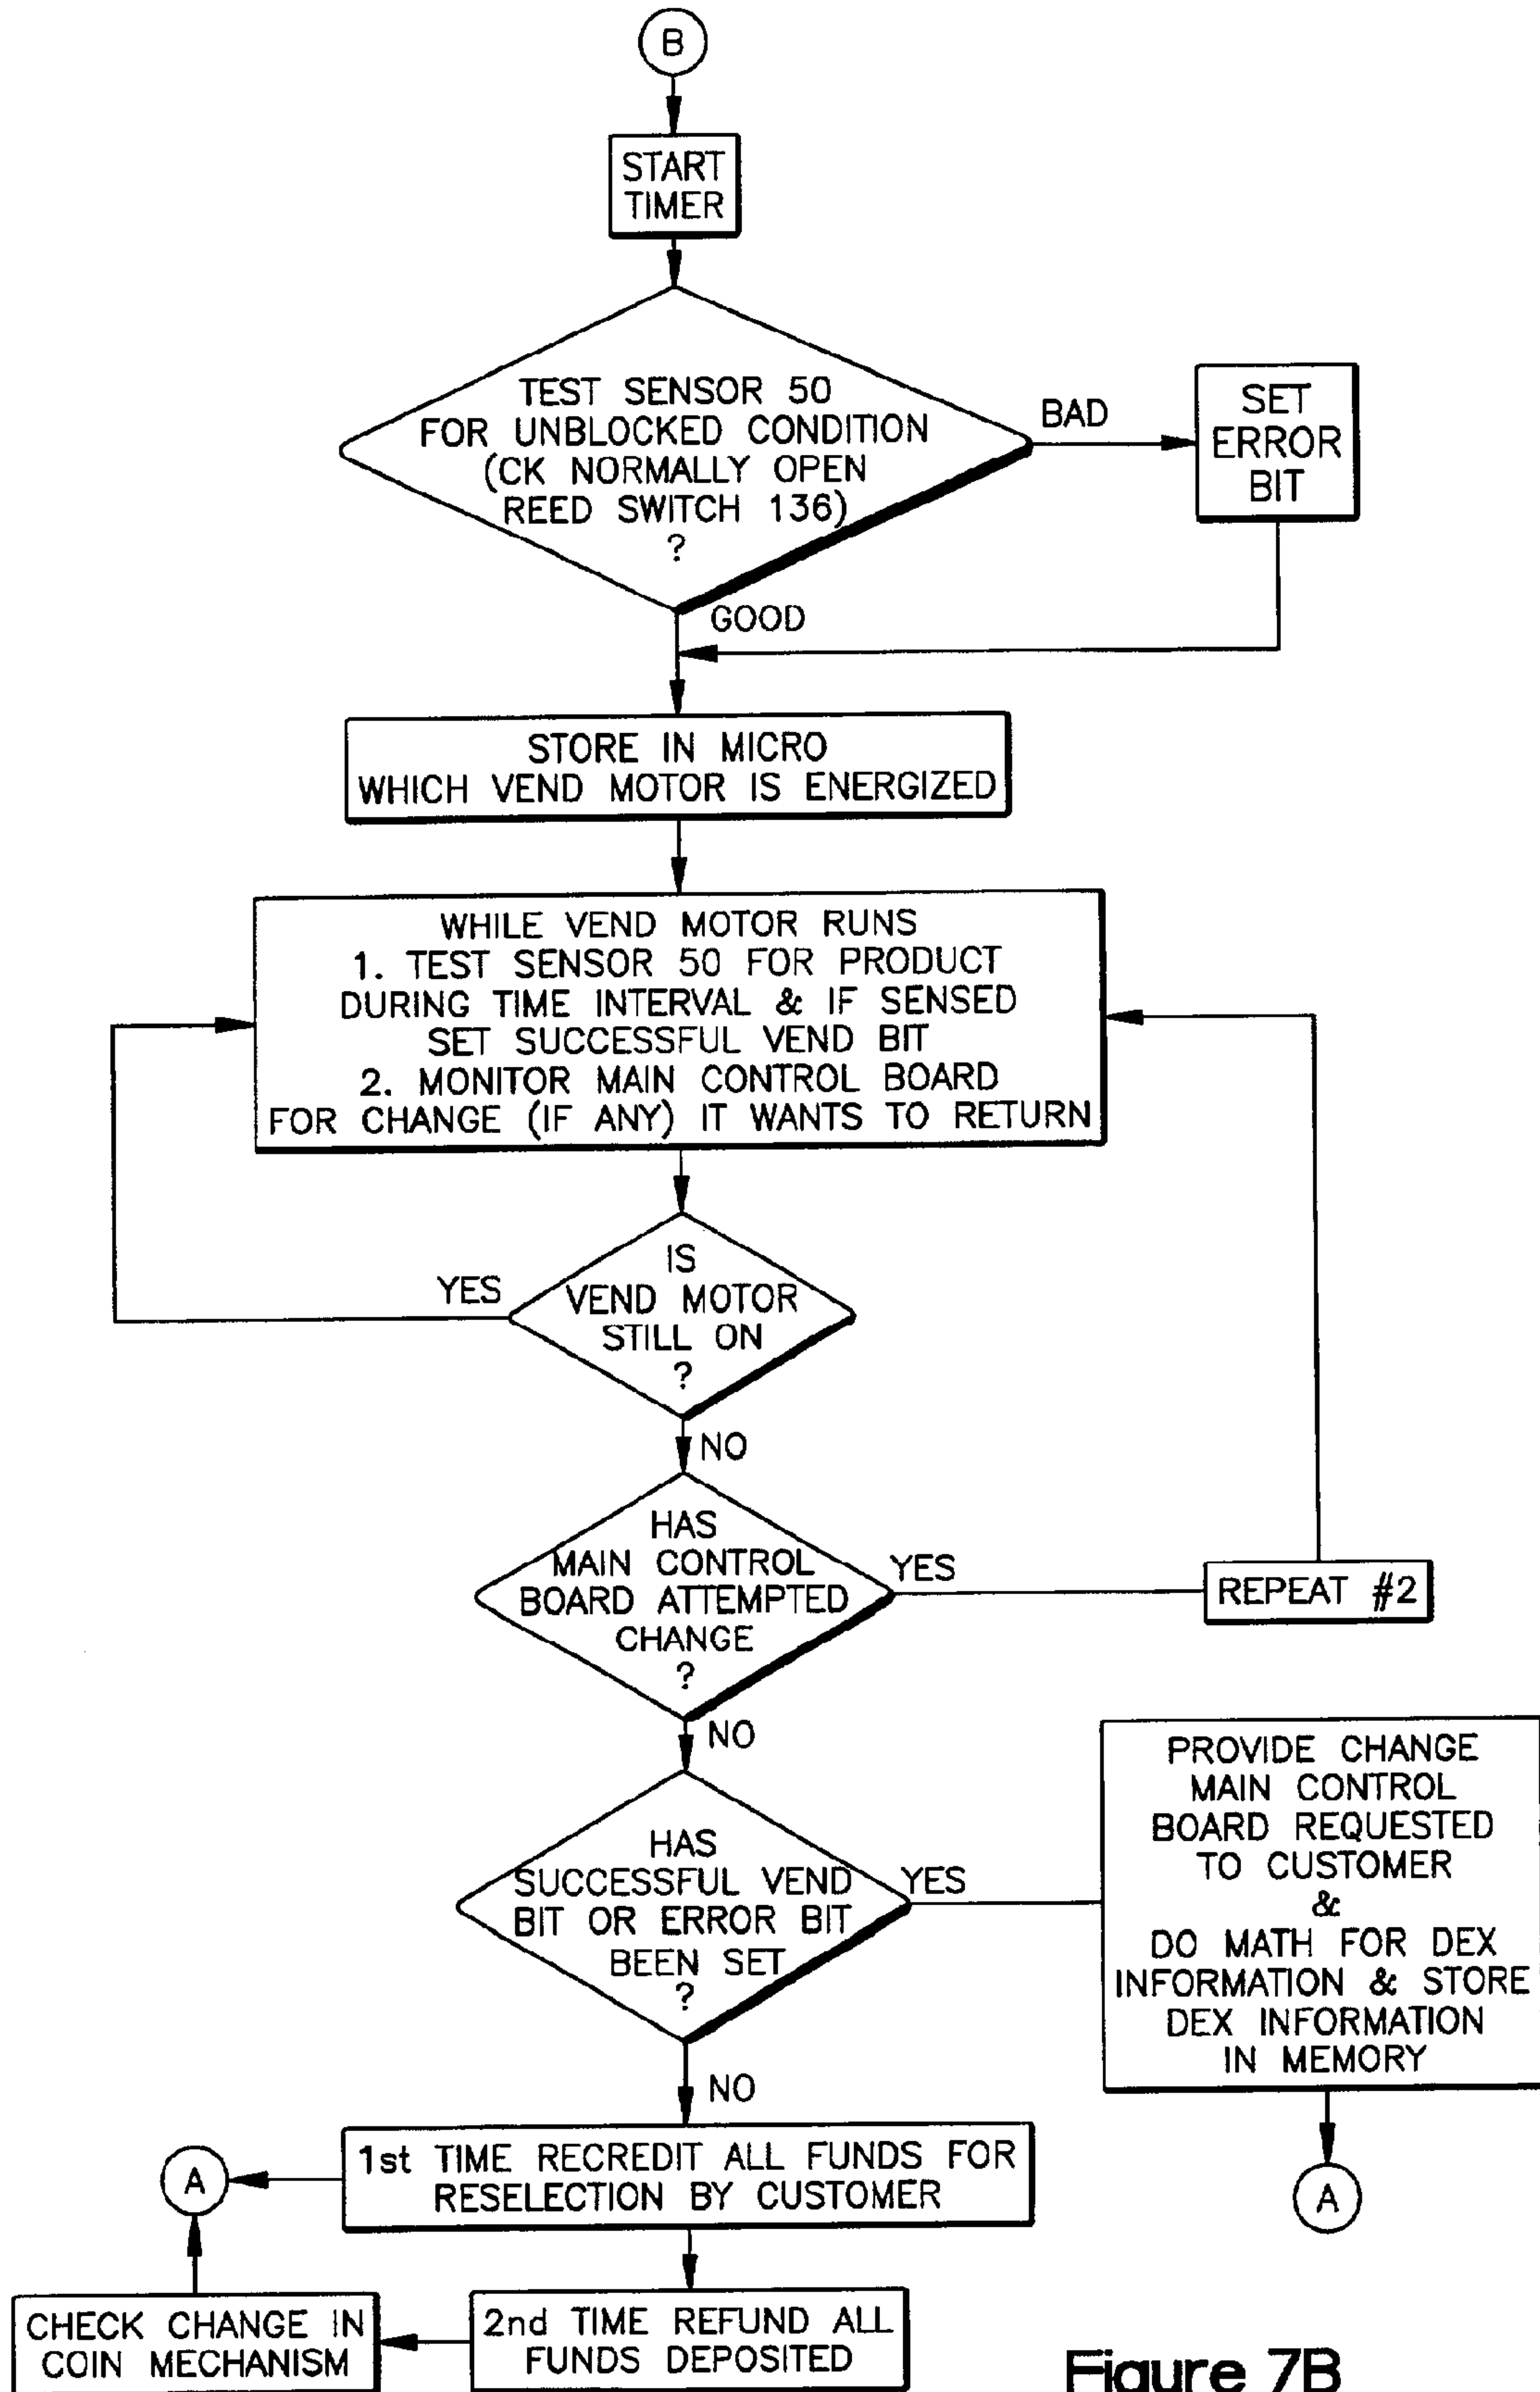 B
START
TIMER
TEST SENSOR 50
FOR UNBLOCKED CONDITION
(CK NORMALLY OPEN
REED SWITCH 136)
?
BAD
SET
ERROR
BIT
GOOD
STORE IN MICRO
WHICH VEND MOTOR IS ENERGIZED
WHILE VEND MOTOR RUNS
1. TEST SENSOR 50 FOR PRODUCT
DURING TIME INTERVAL & IF SENSED
SET SUCCESSFUL VEND BIT
2. MONITOR MAIN CONTROL BOARD
FOR CHANGE (IF ANY) IT WANTS TO RETURN
IS
VEND MOTOR
STILL ON
?
YES
NO
HAS
MAIN CONTROL
BOARD ATTEMPTED
CHANGE
?
YES
REPEAT #2
NO
HAS
SUCCESSFUL VEND
BIT OR ERROR BIT
BEEN SET
?
YES
PROVIDE CHANGE
MAIN CONTROL
BOARD REQUESTED
TO CUSTOMER
&
DO MATH FOR DEX
INFORMATION & STORE
DEX INFORMATION
IN MEMORY
A
NO
1st TIME RECREDIT ALL FUNDS FOR
RESELECTION BY CUSTOMER
A
2nd TIME REFUND ALL
FUNDS DEPOSITED
CHECK CHANGE IN
COIN MECHANISM
Figure 7B